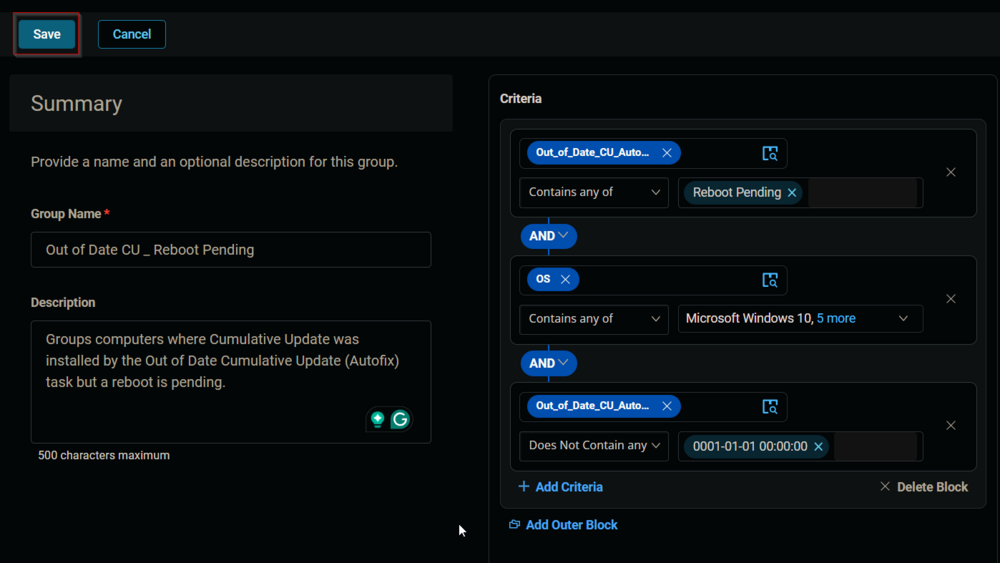 Save
Cancel
Summary
Provide a name and an optional description for this group.
Group Name *
Out of Date CU _ Reboot Pending
Description
Groups computers where Cumulative Update was
installed by the Out of Date Cumulative Update (Autofix)
task but a reboot is pending.
500 characters maximum
Criteria
Out_of_Date_CU_Auto...
Contains any of
Reboot Pending
AND
OS
Contains any of
Microsoft Windows 10, 5 more
AND
Out_of_Date_CU_Auto...
Does Not Contain any
0001-01-01 00:00:00
Add Criteria
Delete Block
Add Outer Block